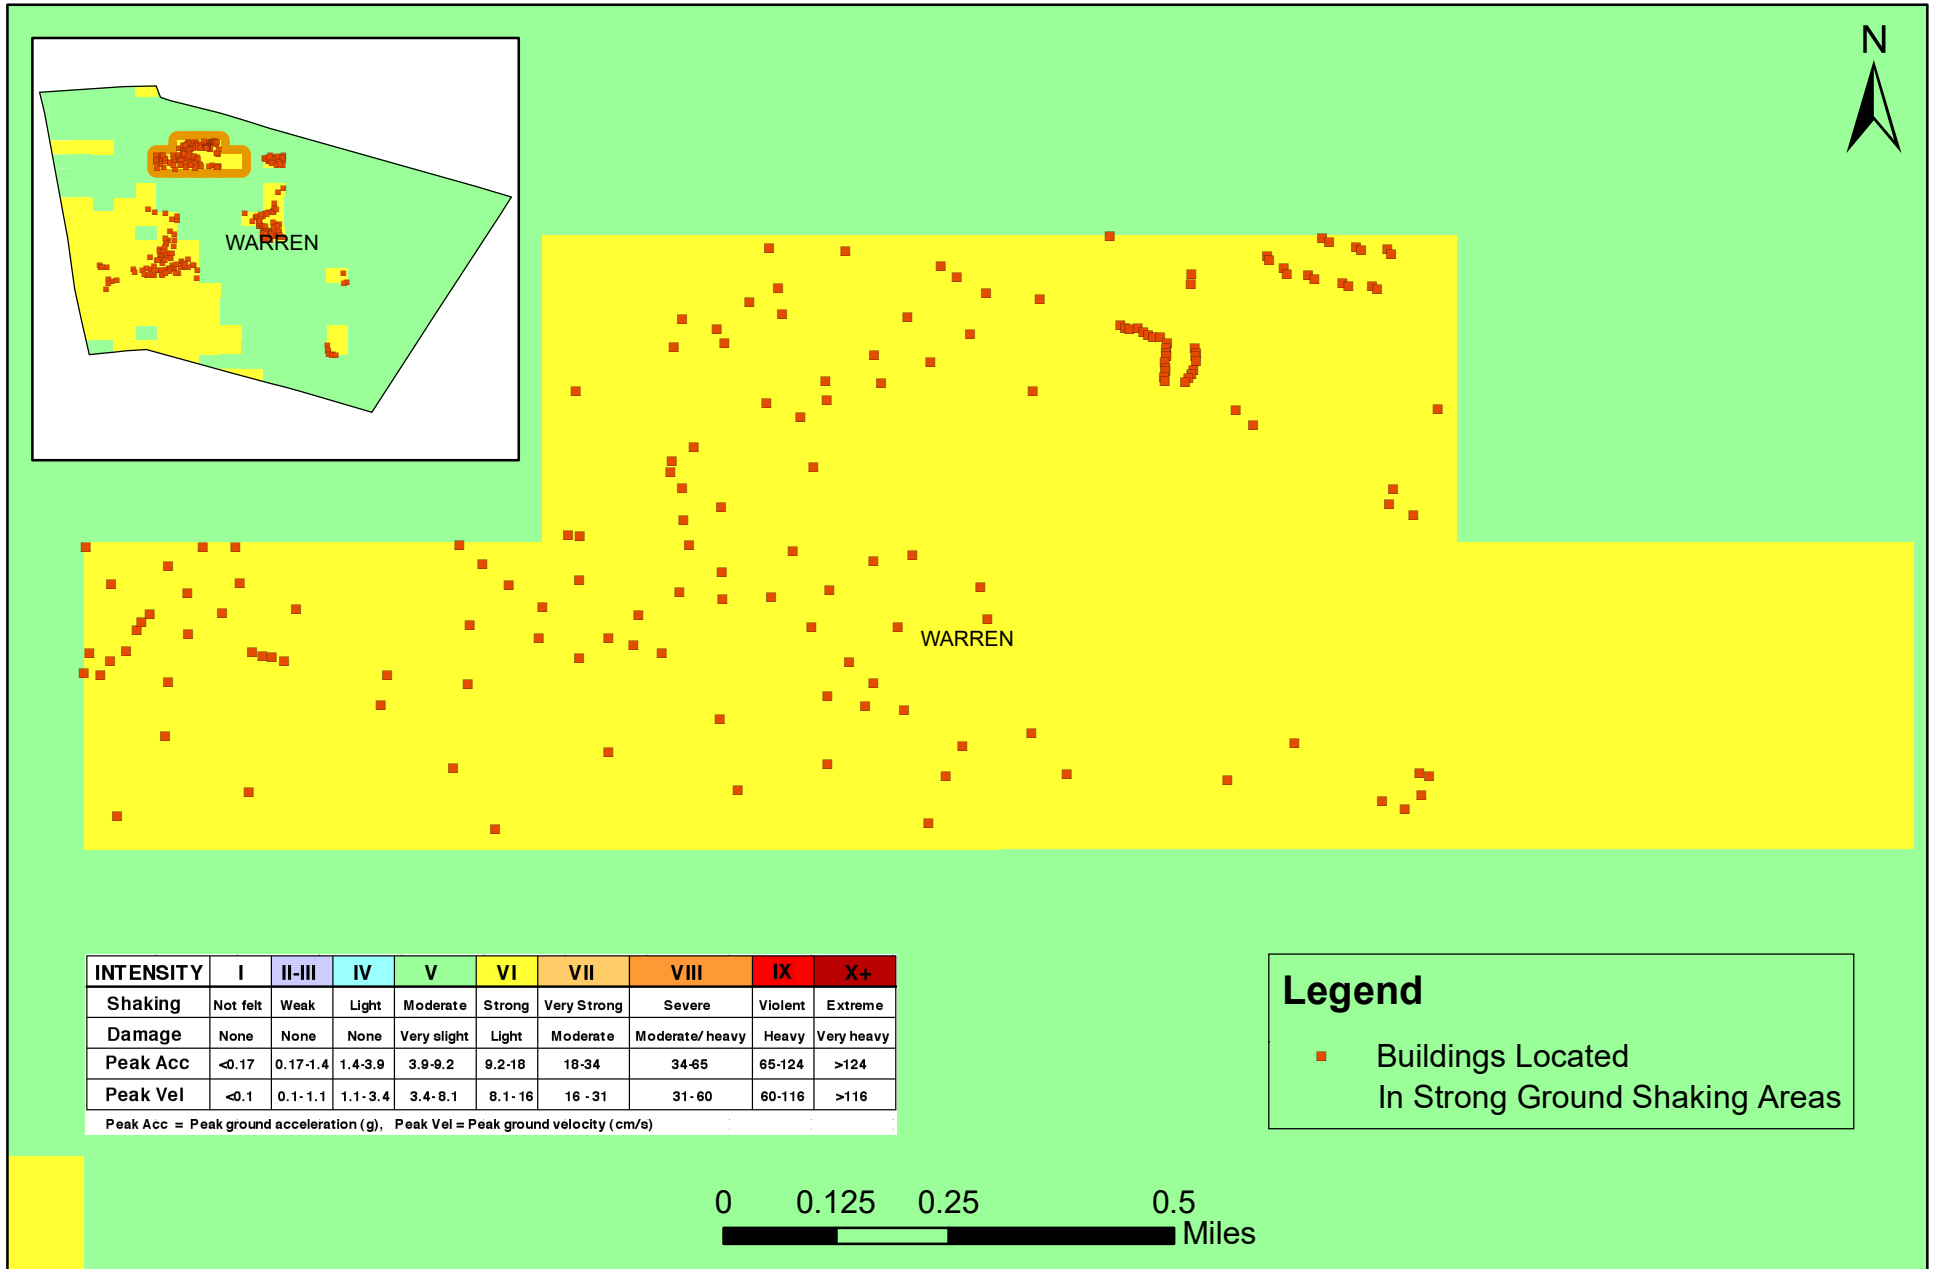 N
WARREN
WARREN
INTENSITY I II-III IV V VI VII VIII IX X+
Shaking Not felt Weak Light Moderate Strong Very Strong Severe Violent Extreme
Damage None None None Very slight Light Moderate Moderate/heavy Heavy Very heavy
Peak Acc <0.17 0.17-1.4 1.4-3.9 3.9-9.2 9.2-18 18-34 34-65 65-124 >124
Peak Vel <0.1 0.1-1.1 1.1-3.4 3.4-8.1 8.1-16 16-31 31-60 60-116 >116
Peak Acc = Peak ground acceleration (g), Peak Vel = Peak ground velocity (cm/s)
Legend
Buildings Located
In Strong Ground Shaking Areas
0 0.125 0.25 0.5
Miles